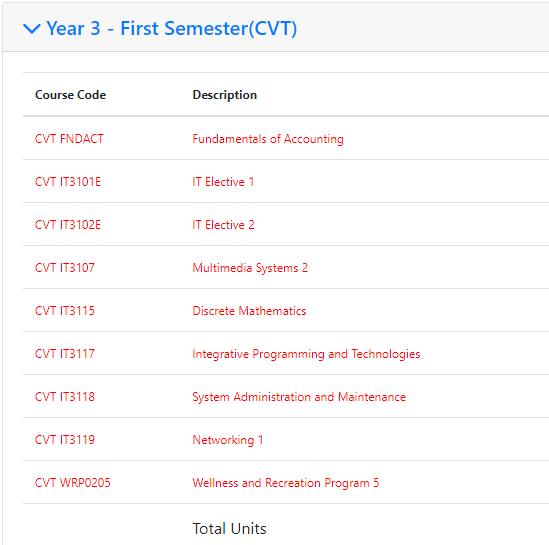 Year 3 - First Semester(CVT)
Course Code Description
CVT FNDACT Fundamentals of Accounting
CVT IT3101E IT Elective 1
CVT IT3102E IT Elective 2
CVT IT3107 Multimedia Systems 2
CVT IT3115 Discrete Mathematics
CVT IT3117 Integrative Programming and Technologies
CVT IT3118 System Administration and Maintenance
CVT IT3119 Networking 1
CVT WRP0205 Wellness and Recreation Program 5
Total Units